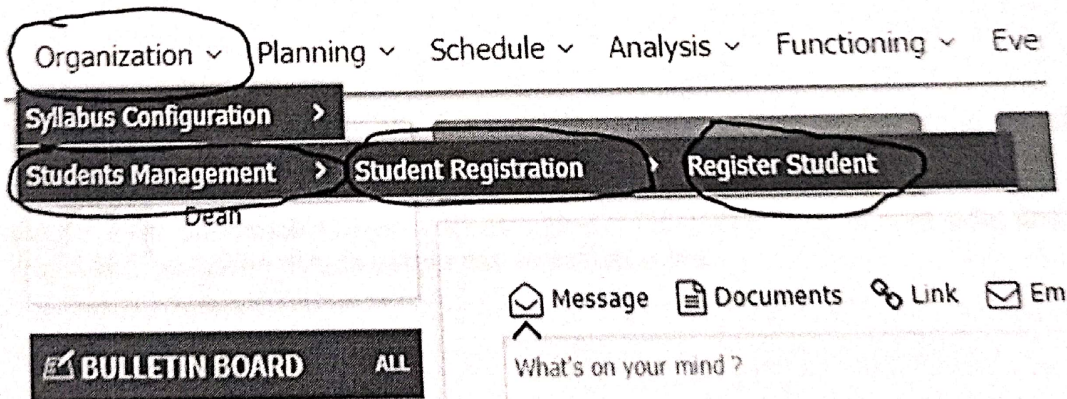 Organization Planning Schedule Analysis Functioning Eve
Syllabus Configuration >
Students Management > Student Registration > Register Student
Dean
Message Documents Link Em
BULLETIN BOARD ALL
What's on your mind ?